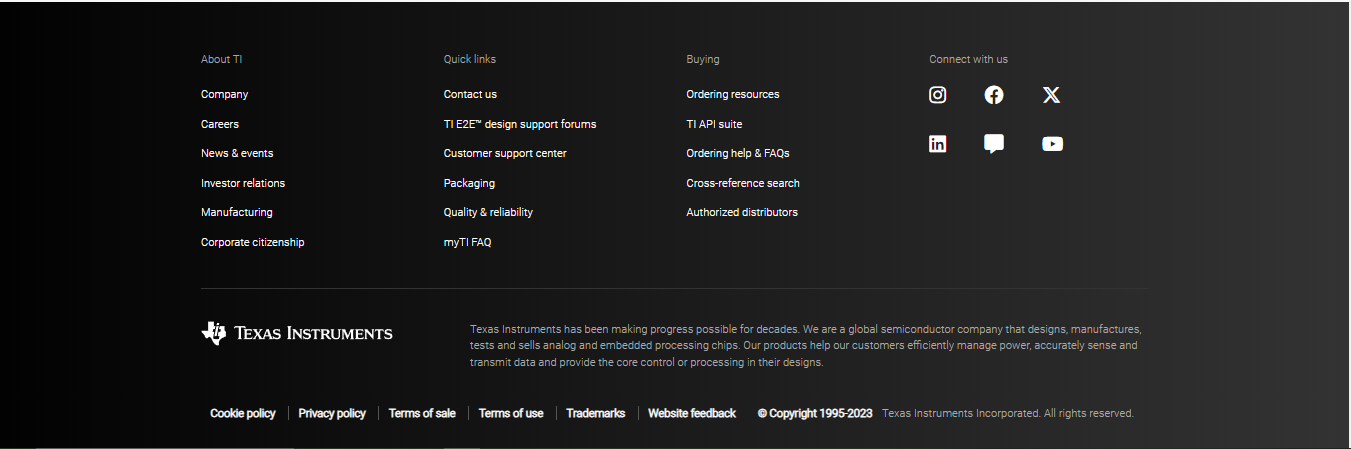 About TI
Company
Careers
News & events
Investor relations
Manufacturing
Corporate citizenship
Quick links
Contact us
TI E2E™ design support forums
Customer support center
Packaging
Quality & reliability
myTI FAQ
Buying
Ordering resources
TI API suite
Ordering help & FAQs
Cross-reference search
Authorized distributors
Connect with us
TEXAS INSTRUMENTS
Texas Instruments has been making progress possible for decades. We are a global semiconductor company that designs, manufactures,
tests and sells analog and embedded processing chips. Our products help our customers efficiently manage power, accurately sense and
transmit data and provide the core control or processing in their designs.
Cookie policy | Privacy policy | Terms of sale | Terms of use | Trademarks | Website feedback © Copyright 1995-2023 Texas Instruments Incorporated. All rights reserved.